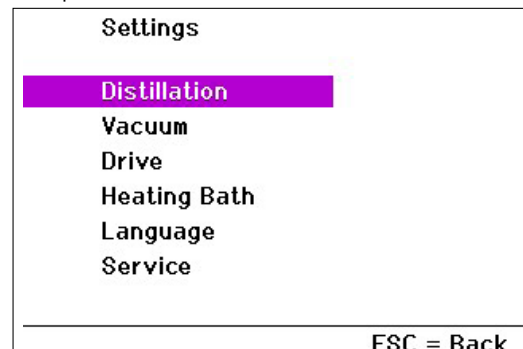 Settings
Distillation
Vacuum
Drive
Heating Bath
Language
Service
ESC = Back